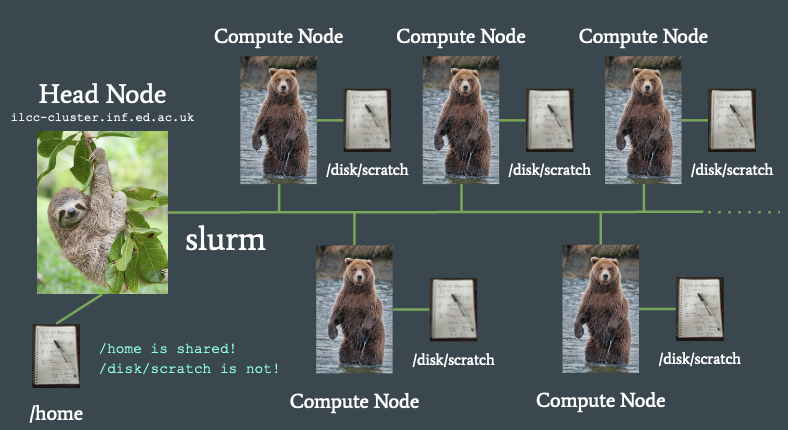 Compute Node
Compute Node
Compute Node
Head Node
ilcc-cluster.inf.ed.ac.uk
/disk/scratch
/disk/scratch
/disk/scratch
slurm
/home is shared!
/disk/scratch is not!
/disk/scratch
/disk/scratch
Compute Node
Compute Node
/home